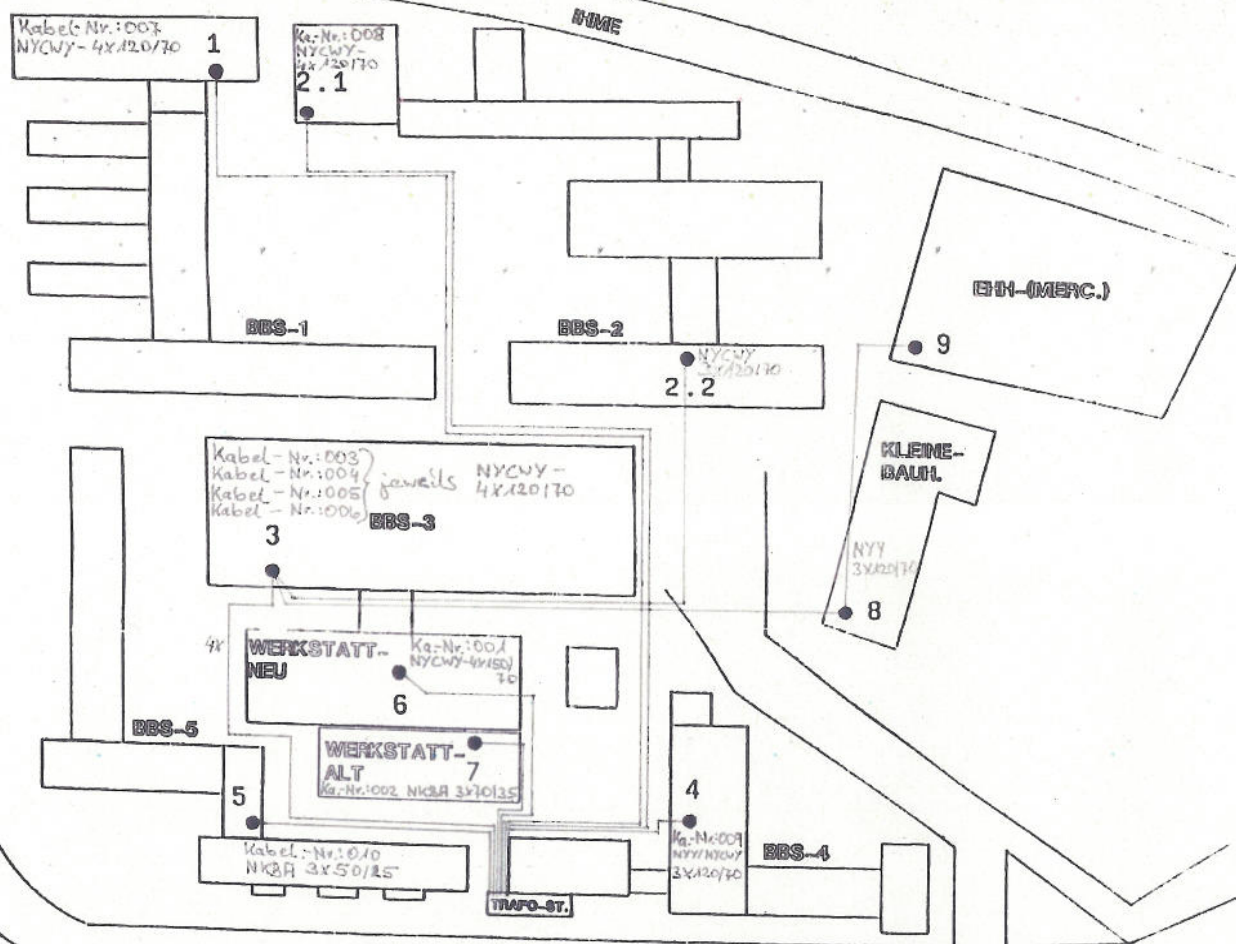 IHME
Kabel-Nr.:007
NYCWY-4x120/70
1
Ka.-Nr.:008
NYCWY-
4x120/70
2.1
EHH-(MERC.)
BBS-1
BBS-2
9
NYCWY
3x120/70
2.2
KLEINE-
BAUH.
Kabel-Nr.:003
Kabel-Nr.:004
Kabel-Nr.:005
Kabel-Nr.:006
jeweils NYCWY-
4x120/70
BBS-3
3
NYY
3x120/70
8
4x
WERKSTATT-
NEU
Ka.-Nr.:001
NYCWY-4x150/
70
6
BBS-5
WERKSTATT-
ALT
7
Ka.-Nr.:002 NKBA 3x70/35
5
4
Ka.-Nr.:009
NYY/NYCWY
3x120/70
BBS-4
Kabel-Nr.:010
NKBA 3x50/25
TRAFO-ST.